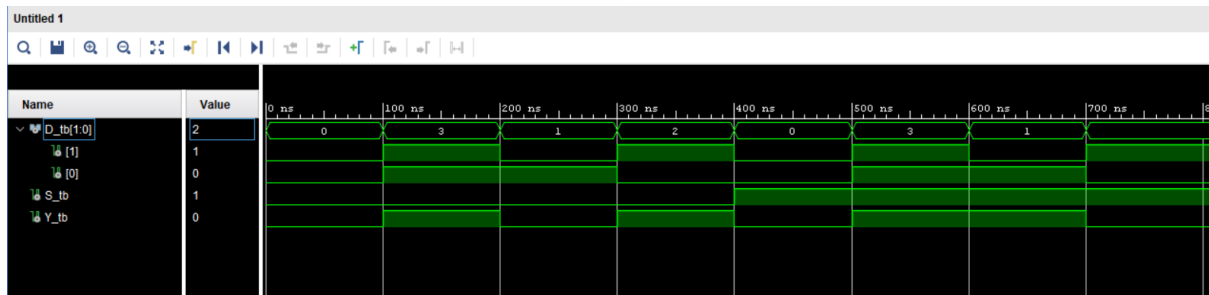 Untitled 1
Name Value
0 ns 100 ns 200 ns 300 ns 400 ns 500 ns 600 ns 700 ns 8
D_tb[1:0] 2 0 3 1 2 0 3 1
[1] 1
[0] 0
S_tb 1
Y_tb 0